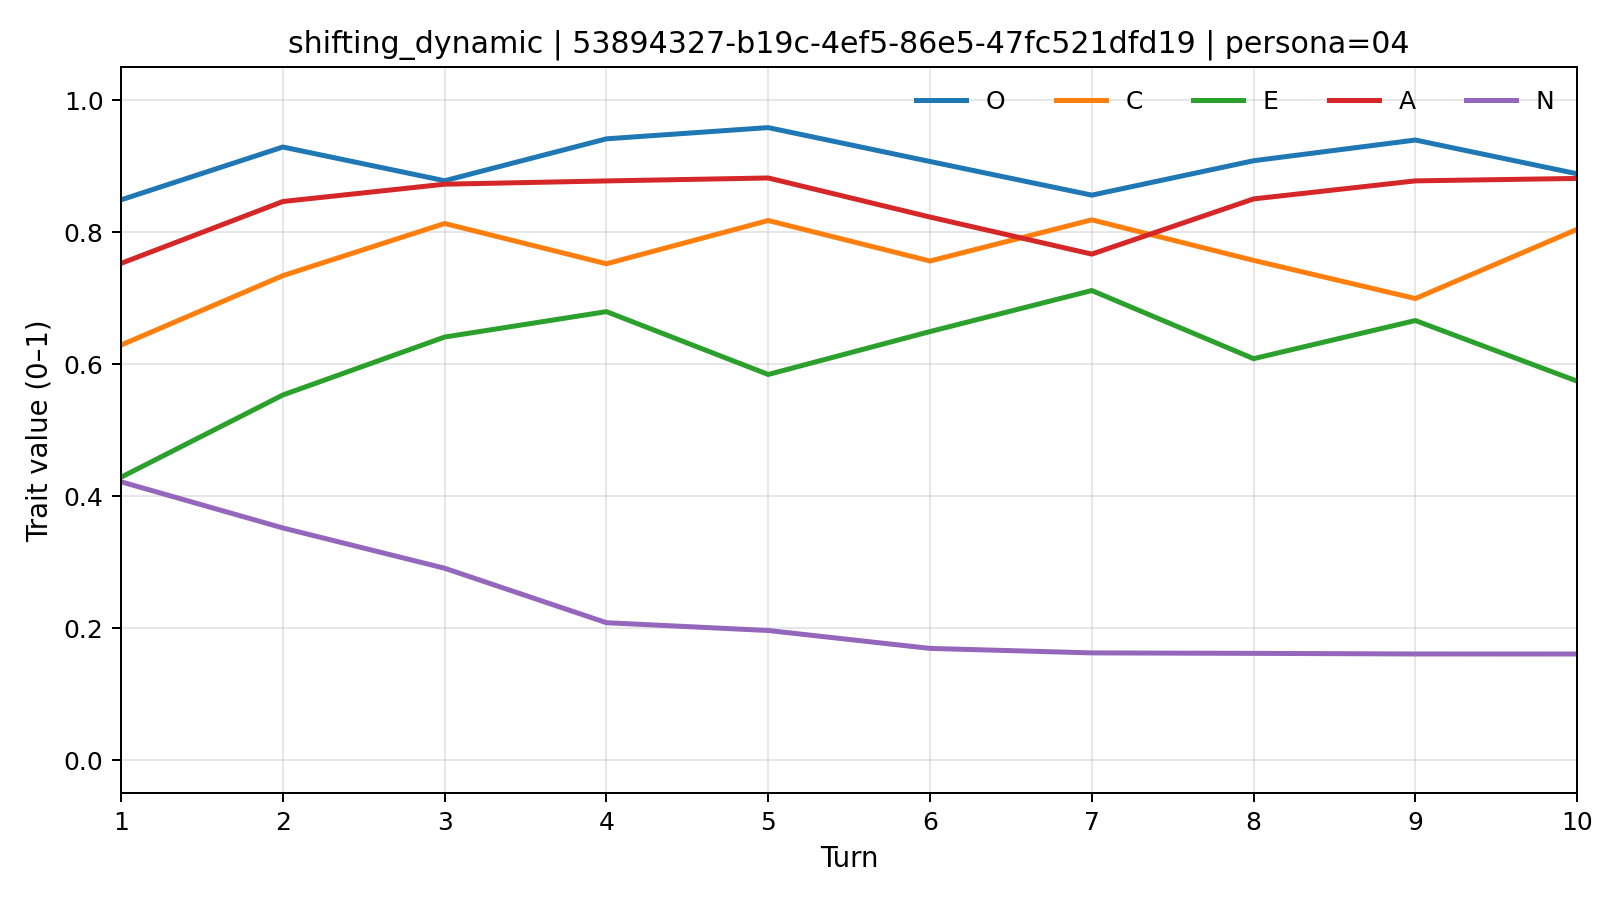 shifting_dynamic | 53894327-b19c-4ef5-86e5-47fc521dfd19 | persona=04
O C E A N
Trait value (0–1)
1.0
0.8
0.6
0.4
0.2
0.0
1 2 3 4 5 6 7 8 9 10
Turn